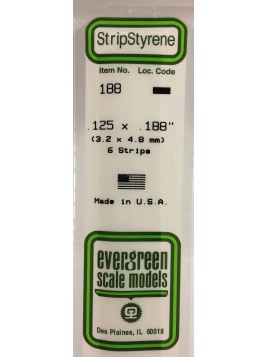 StripStyrene
Item No. Loc. Code
188
.125 x .188"
(3.2 x 4.8 mm)
6 Strips
Made in U.S.A.
evergreen
scale models
Des Plaines, IL 60018